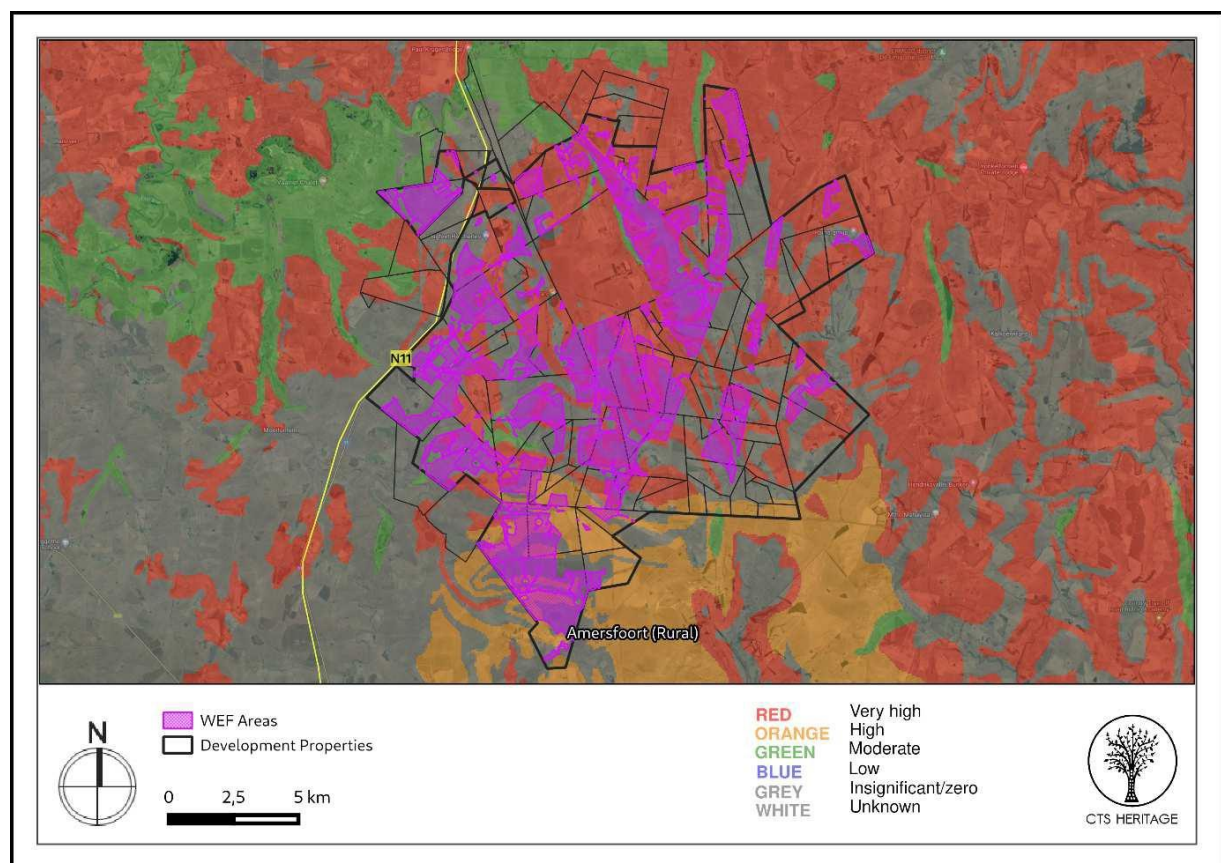 N11
Amersfoort (Rural)
N
WEF Areas
Development Properties
0 2,5 5 km
RED Very high
ORANGE High
GREEN Moderate
BLUE Low
GREY Insignificant/zero
WHITE Unknown
CTS HERITAGE